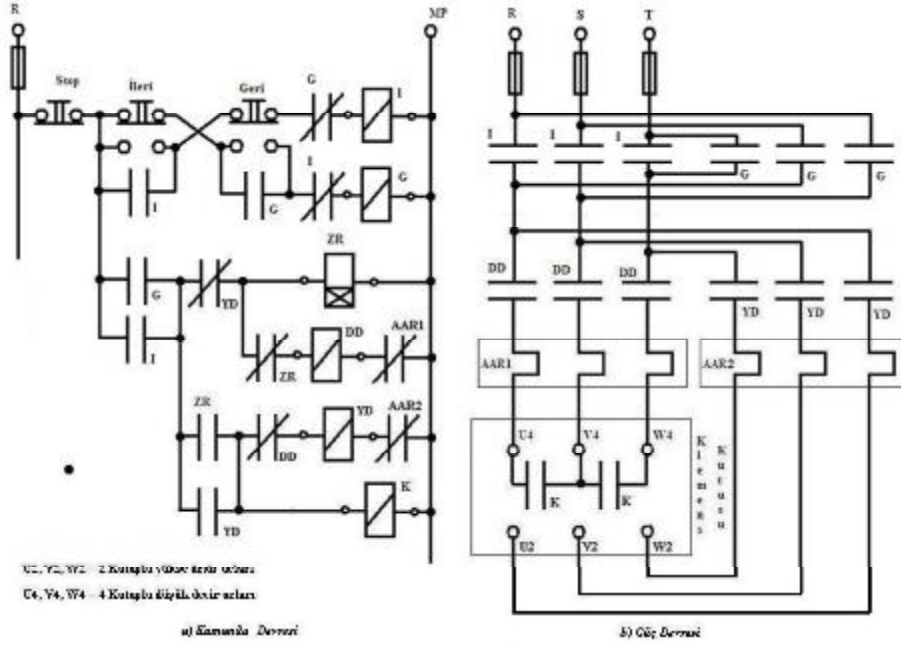 R
MP
Stop
İleri
Geri
G
I
I
G
I
G
ZR
G
YD
I
ZR
DD
AAR1
ZR
DD
YD
AAR2
YD
K
a) Kumanda Devresi
R S T
I I I G G G
DD DD DD YD YD YD
AAR1
AAR2
U4 V4 W4
K K
U2 V2 W2
Klemens
Kutusu
U2, V2, W2 – 2 Kutuplu devir uçları
U4, V4, W4 – 4 Kutuplu düşük devir uçları
b) Güç Devresi